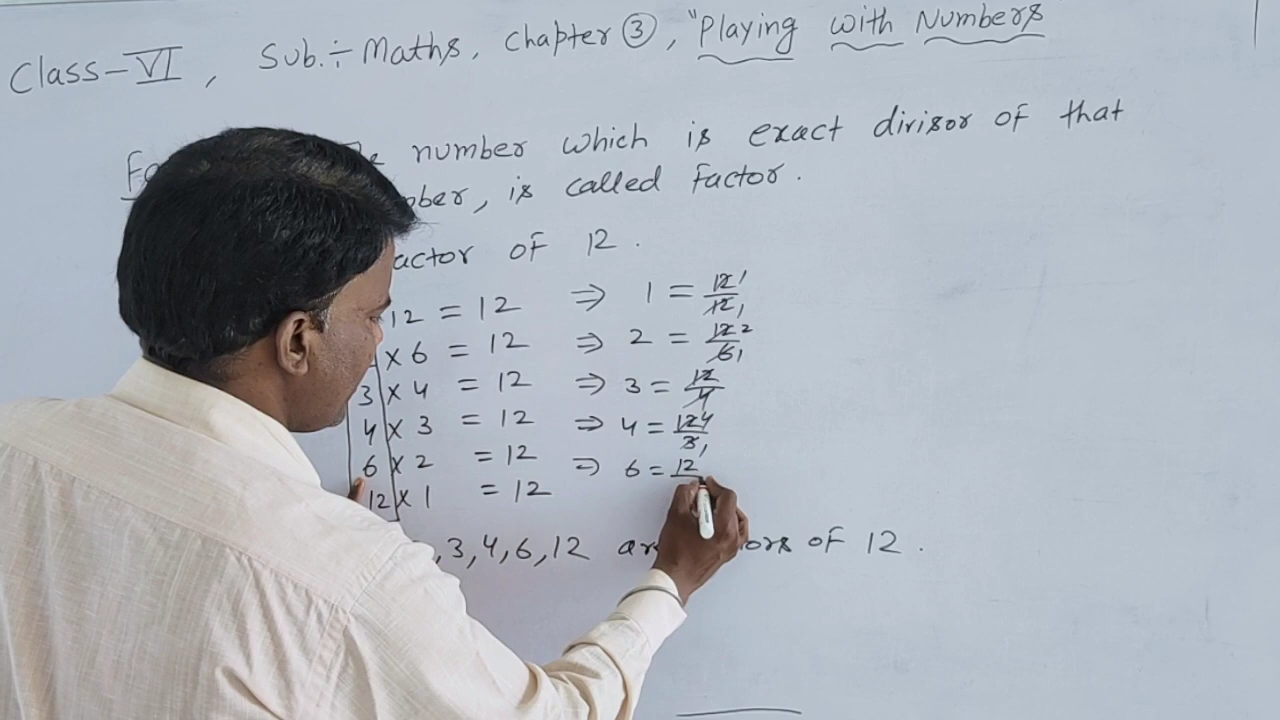 Class-VI, Sub.÷ Maths, Chapter ③, "Playing with Numbers
number which is exact divisor of that
, is called factor.
of 12.
12 = 12 ⇒ 1 = 12/12
× 6 = 12 ⇒ 2 = 12/6
3 × 4 = 12 ⇒ 3 = 12/4
4 × 3 = 12 ⇒ 4 = 12/3
6 × 2 = 12 ⇒ 6 = 12
12 × 1 = 12
,3,4,6,12 of 12.